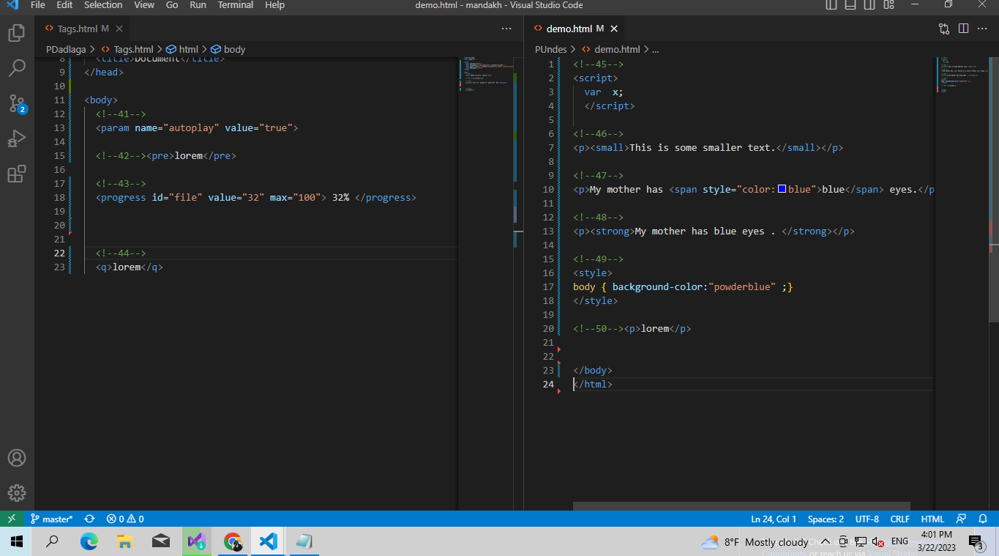 File Edit Selection View Go Run Terminal Help
demo.html - mandakh - Visual Studio Code
Tags.html M
PDadlaga > Tags.html > html > body
8 <title>Document</title>
9 </head>
10
11 <body>
12 <!--41-->
13 <param name="autoplay" value="true">
14
15 <!--42--><pre>lorem</pre>
16
17 <!--43-->
18 <progress id="file" value="32" max="100"> 32% </progress>
19
20
21
22 <!--44-->
23 <q>lorem</q>
demo.html M
PUndes > demo.html > ...
1 <!--45-->
2 <script>
3 var x;
4 </script>
5
6 <!--46-->
7 <p><small>This is some smaller text.</small></p>
8
9 <!--47-->
10 <p>My mother has <span style="color:blue">blue</span> eyes.</p
11
12 <!--48-->
13 <p><strong>My mother has blue eyes . </strong></p>
14
15 <!--49-->
16 <style>
17 body { background-color:"powderblue" ;}
18 </style>
19
20 <!--50--><p>lorem</p>
21
22
23 </body>
24 </html>
2
master* 0 0
Ln 24, Col 1 Spaces: 2 UTF-8 CRLF HTML
8°F Mostly cloudy ENG
4:01 PM
3/22/2023
3
Community or reach us via Visual Studio